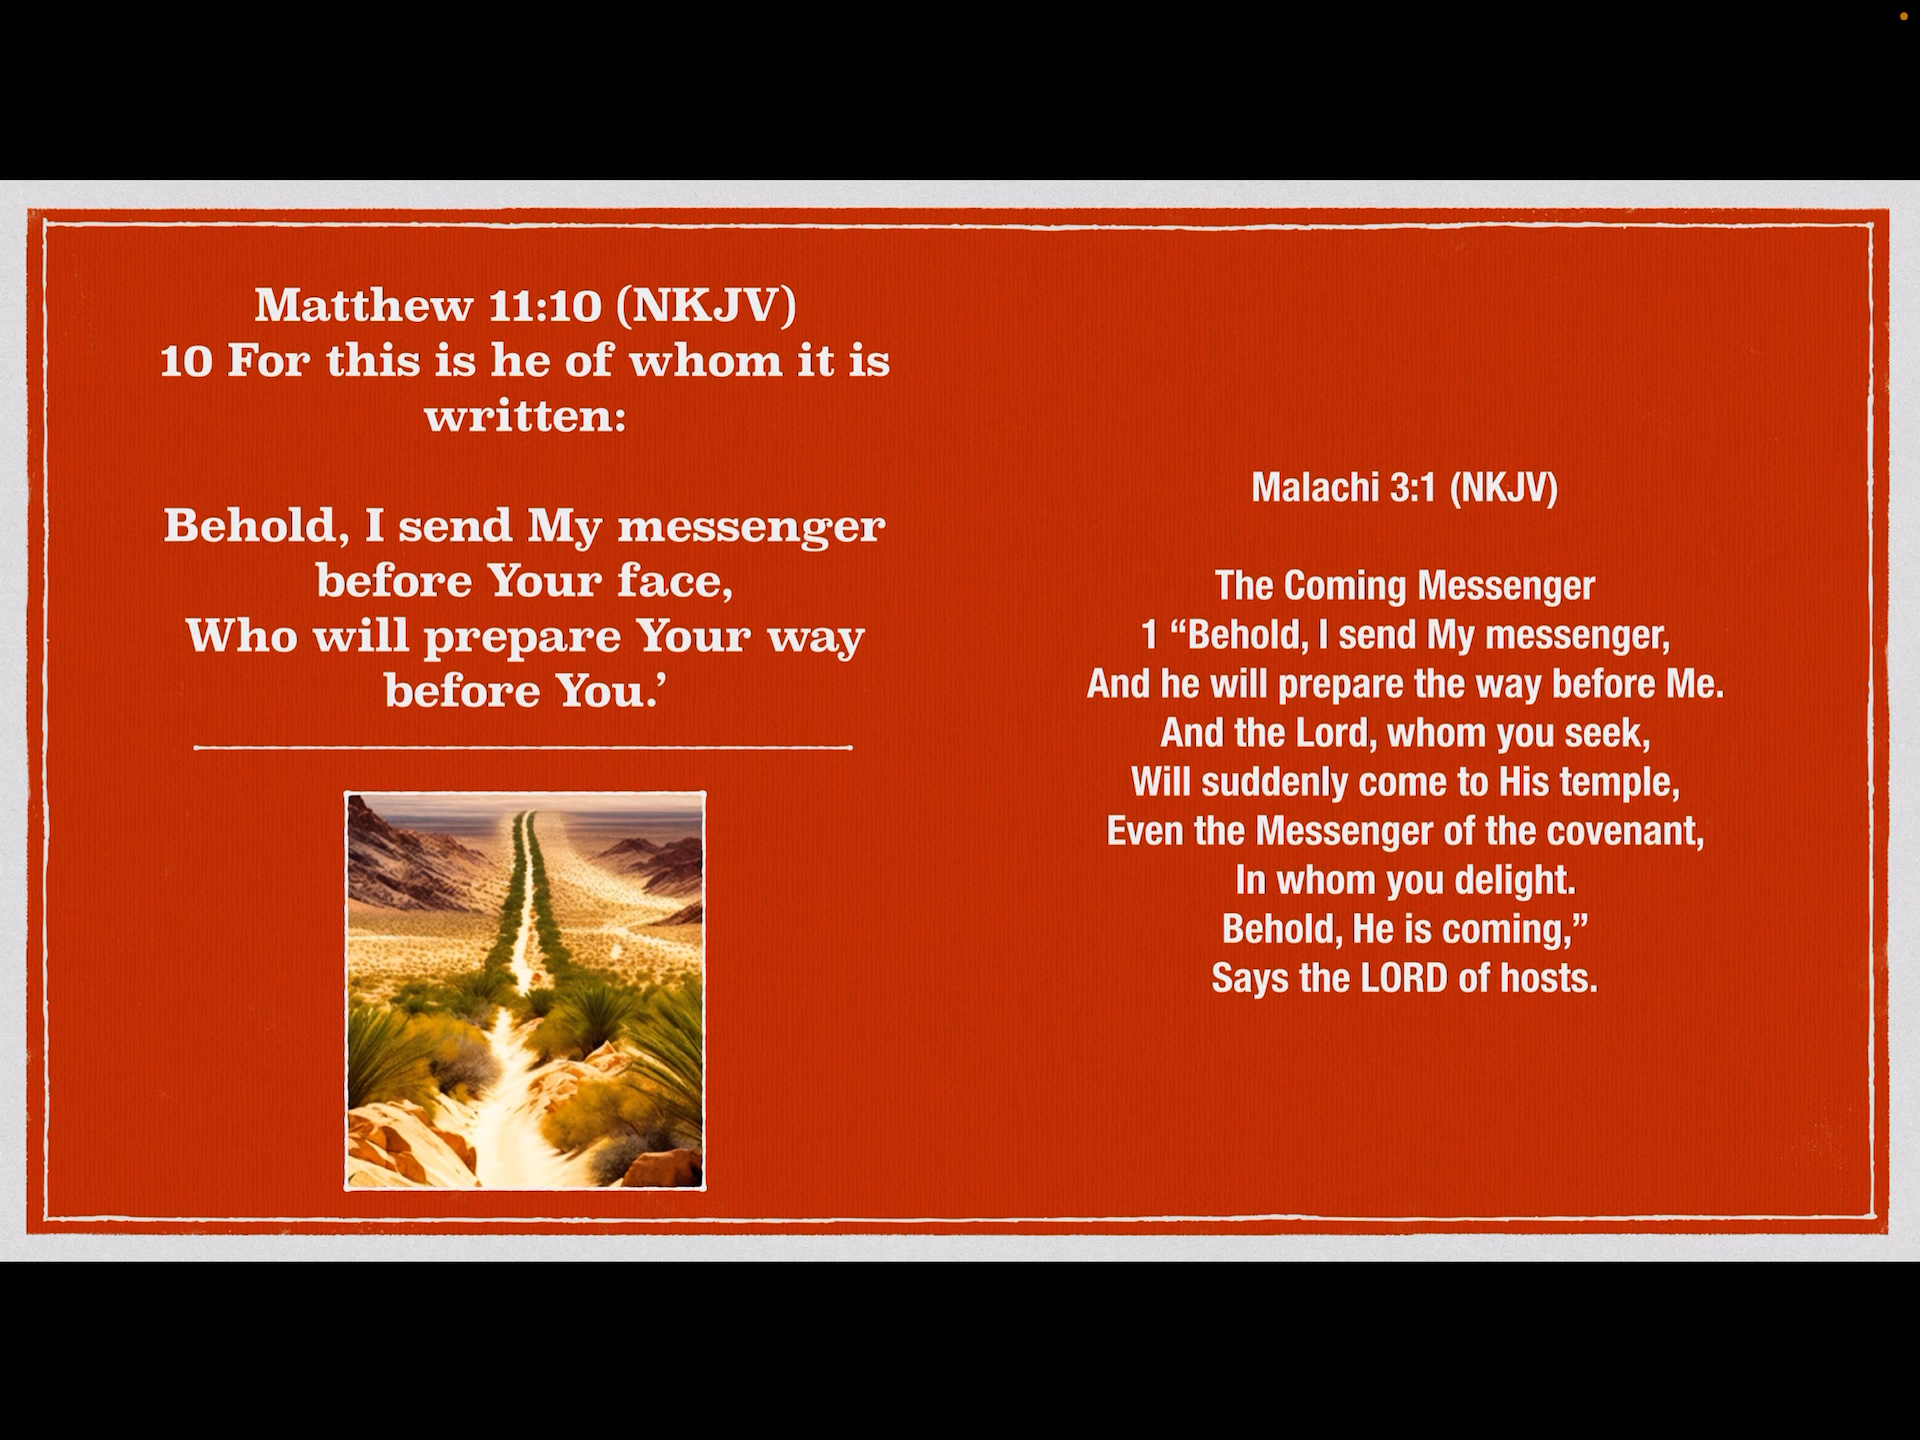 Matthew 11:10 (NKJV)
10 For this is he of whom it is
written:
Behold, I send My messenger
before Your face,
Who will prepare Your way
before You.’
Malachi 3:1 (NKJV)
The Coming Messenger
1 “Behold, I send My messenger,
And he will prepare the way before Me.
And the Lord, whom you seek,
Will suddenly come to His temple,
Even the Messenger of the covenant,
In whom you delight.
Behold, He is coming,”
Says the LORD of hosts.